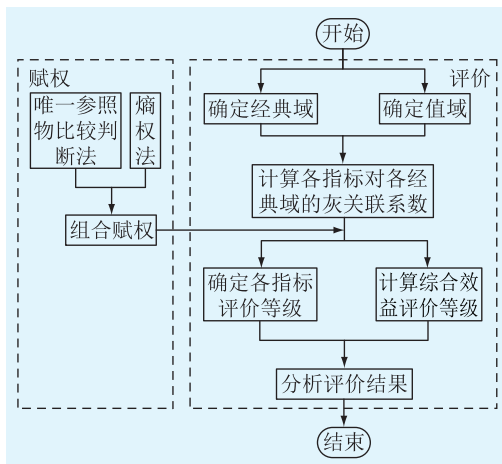 开始
赋权
评价
唯一参照
物比较判
断法
熵
权
法
确定经典域
确定值域
计算各指标对各经
典域的灰关联系数
组合赋权
确定各指标
评价等级
计算综合效
益评价等级
分析评价结果
结束